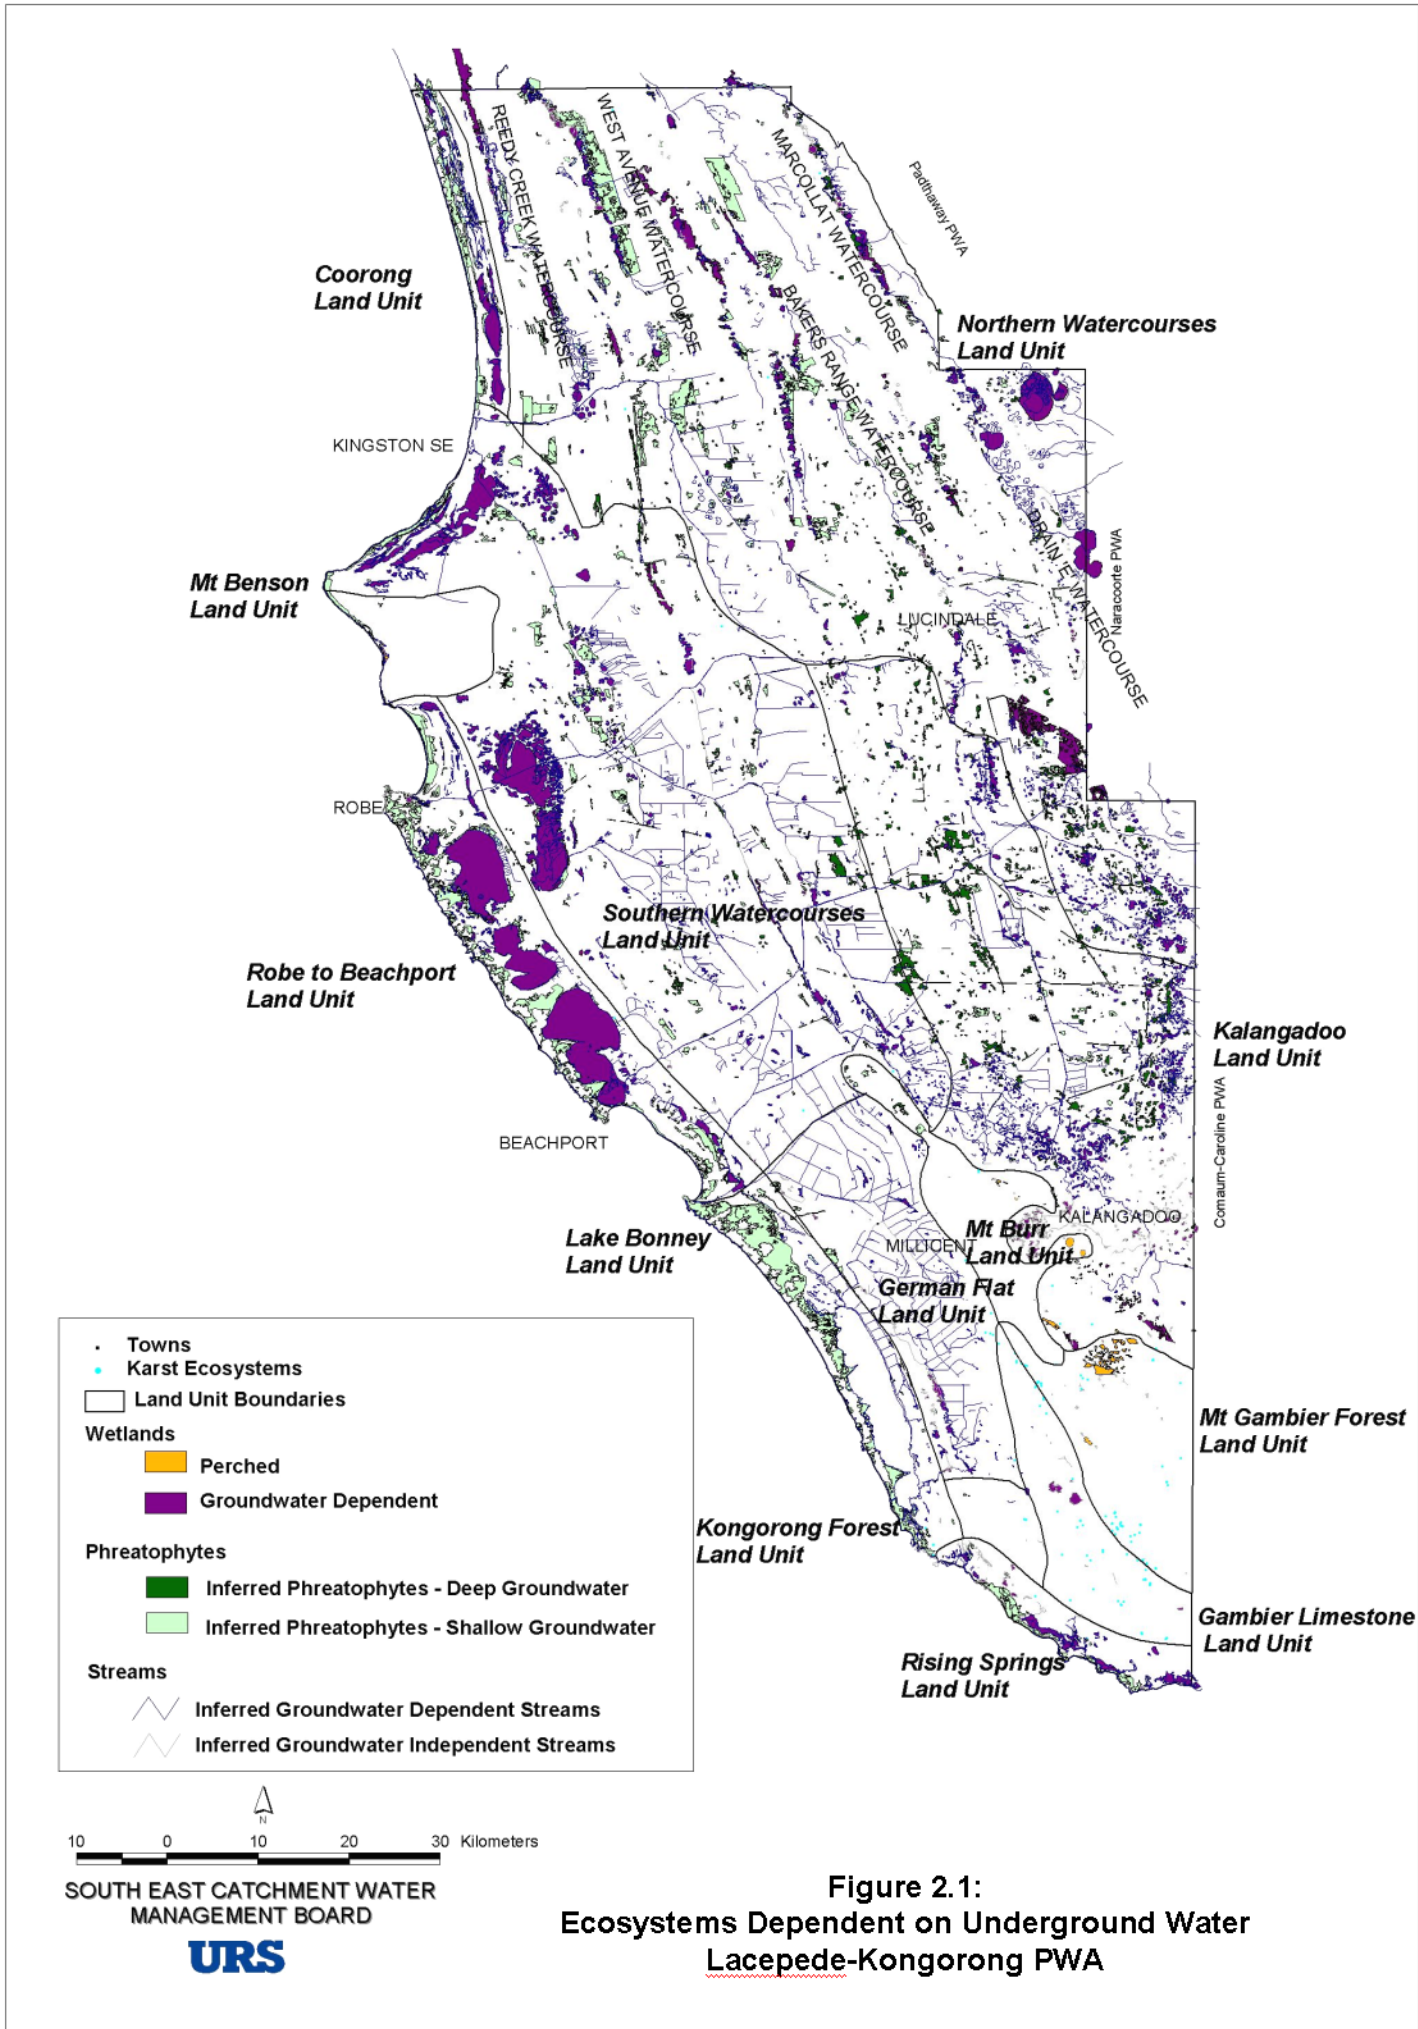 REEDY CREEK WATERCOURSE
WEST AVENUE WATERCOURSE
MARCOLLAT WATERCOURSE
Padthaway PWA
BAKERS RANGE WATERCOURSE
Coorong
Land Unit
Northern Watercourses
Land Unit
KINGSTON SE
DRAIN 'E' WATERCOURSE
Naracoorte PWA
Mt Benson
Land Unit
LUCINDALE
ROBE
Southern Watercourses
Land Unit
Robe to Beachport
Land Unit
Kalangadoo
Land Unit
Comaum-Caroline PWA
BEACHPORT
KALANGADOO
Mt Burr
Land Unit
Lake Bonney
Land Unit
MILLICENT
German Flat
Land Unit
Mt Gambier Forest
Land Unit
Kongorong Forest
Land Unit
Gambier Limestone
Land Unit
Rising Springs
Land Unit
Towns
Karst Ecosystems
Land Unit Boundaries
Wetlands
Perched
Groundwater Dependent
Phreatophytes
Inferred Phreatophytes - Deep Groundwater
Inferred Phreatophytes - Shallow Groundwater
Streams
Inferred Groundwater Dependent Streams
Inferred Groundwater Independent Streams
N
10 0 10 20 30 Kilometers
SOUTH EAST CATCHMENT WATER
MANAGEMENT BOARD
URS
Figure 2.1:
Ecosystems Dependent on Underground Water
Lacepede-Kongorong PWA